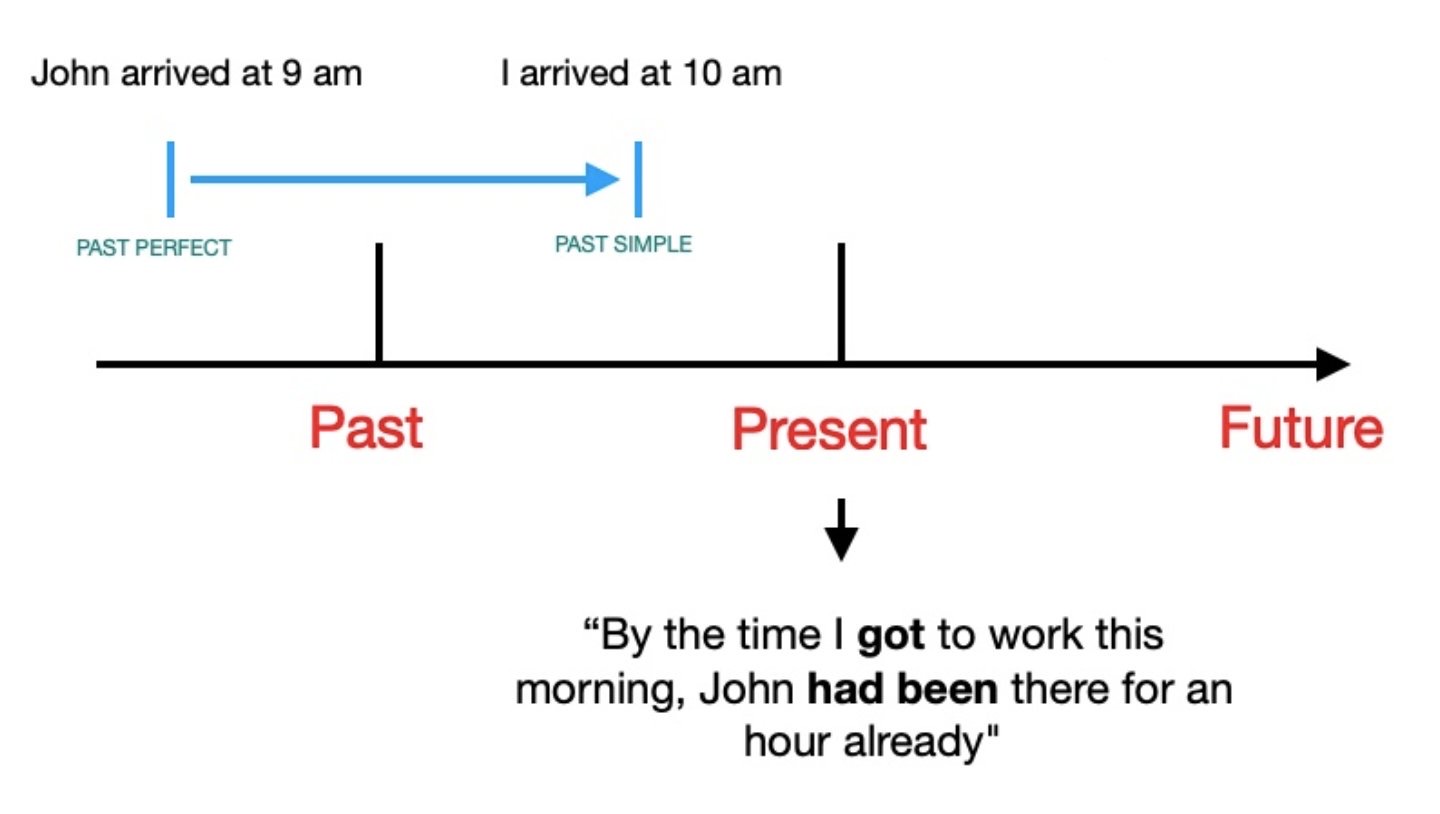 John arrived at 9 am
I arrived at 10 am
PAST PERFECT
PAST SIMPLE
Past
Present
Future
“By the time I got to work this
morning, John had been there for an
hour already"